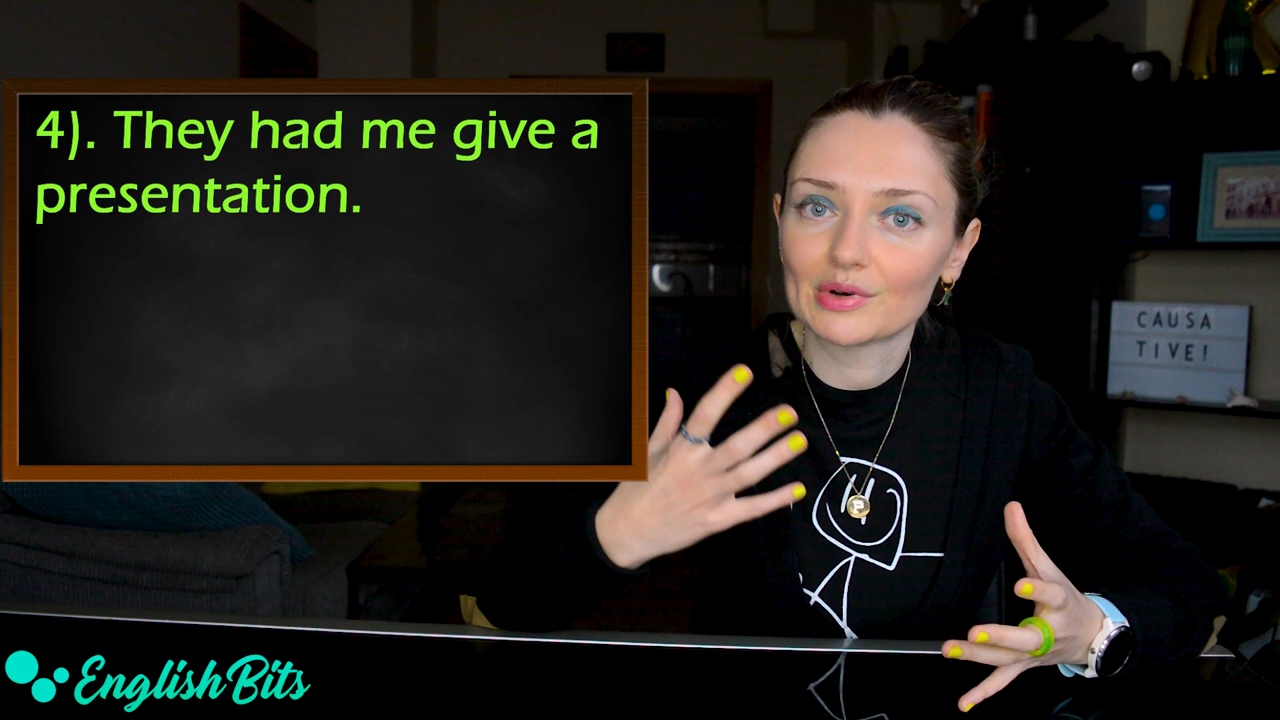 4). They had me give a
presentation.
CAUSA
TIVE!
P
EnglishBits